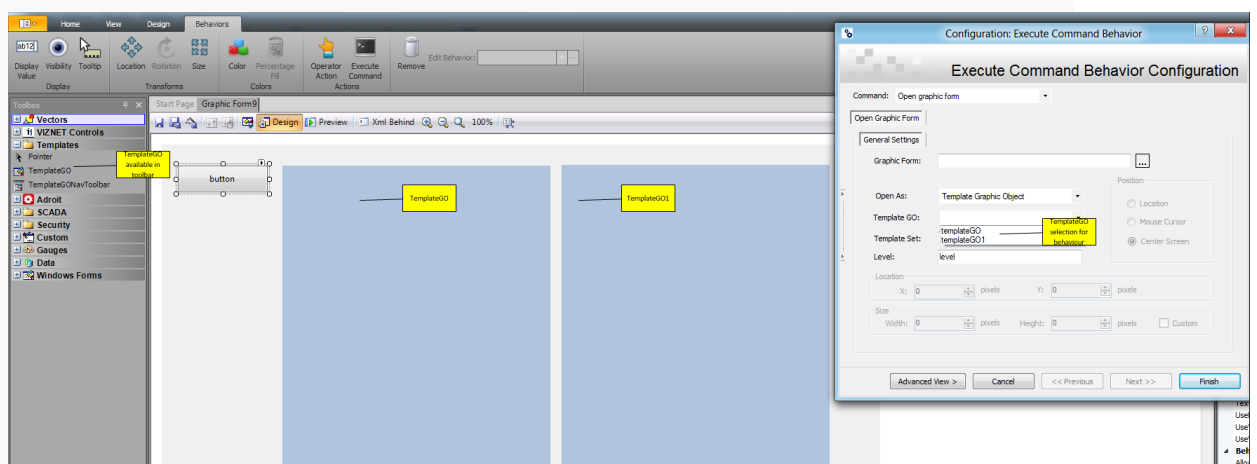 Home View Design Behaviors
ab12
Display Value Visibility Tooltip Location Rotation Size Color Percentage Fill Operator Action Execute Command Remove Edit Behavior:
Display Transforms Colors Actions
Toolbox
Vectors
VIZNET Controls
Templates
Pointer
TemplateGO
TemplateGONavToolbar
Adroit
SCADA
Security
Custom
Gauges
Data
Windows Forms
TemplateGO
available in
toolbar
Start Page Graphic Form9
Design Preview Xml Behind 100%
button
TemplateGO
TemplateGO1
Configuration: Execute Command Behavior
Execute Command Behavior Configuration
Command: Open graphic form
Open Graphic Form
General Settings
Graphic Form: ...
Open As: Template Graphic Object
Template GO:
templateGO
templateGO1
Template Set:
TemplateGO
selection for
behaviour
Level: level
Position
Location
Mouse Cursor
Center Screen
Location
X: 0 pixels Y: 0 pixels
Size
Width: 0 pixels Height: 0 pixels Custom
Advanced View > Cancel << Previous Next >> Finish